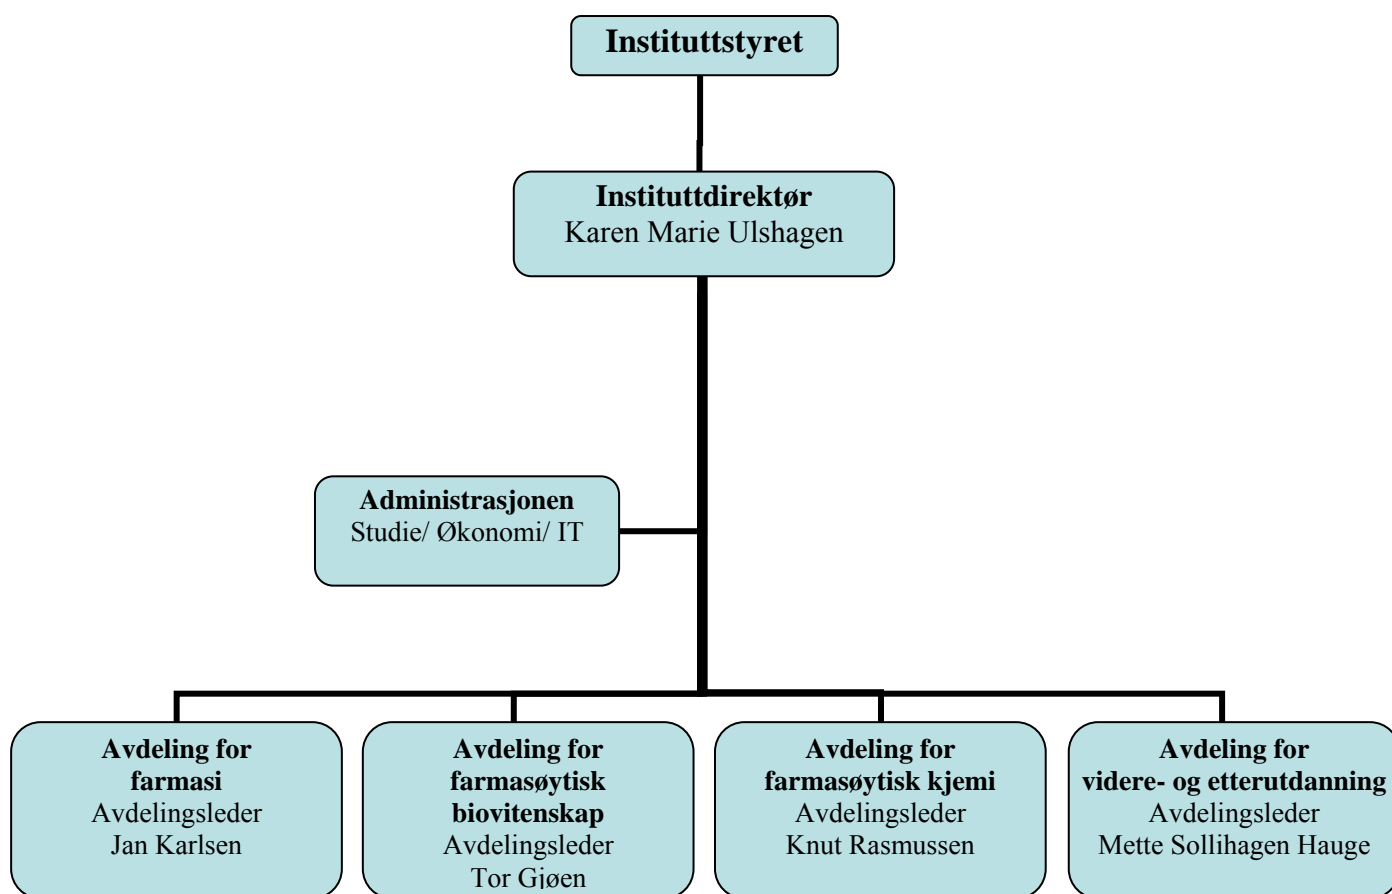 Instituttstyret
Instituttdirektør
Karen Marie Ulshagen
Administrasjonen
Studie/ Økonomi/ IT
Avdeling for
farmasi
Avdelingsleder
Jan Karlsen
Avdeling for
farmasøytisk
biovitenskap
Avdelingsleder
Tor Gjøen
Avdeling for
farmasøytisk kjemi
Avdelingsleder
Knut Rasmussen
Avdeling for
videre- og etterutdanning
Avdelingsleder
Mette Sollihagen Hauge